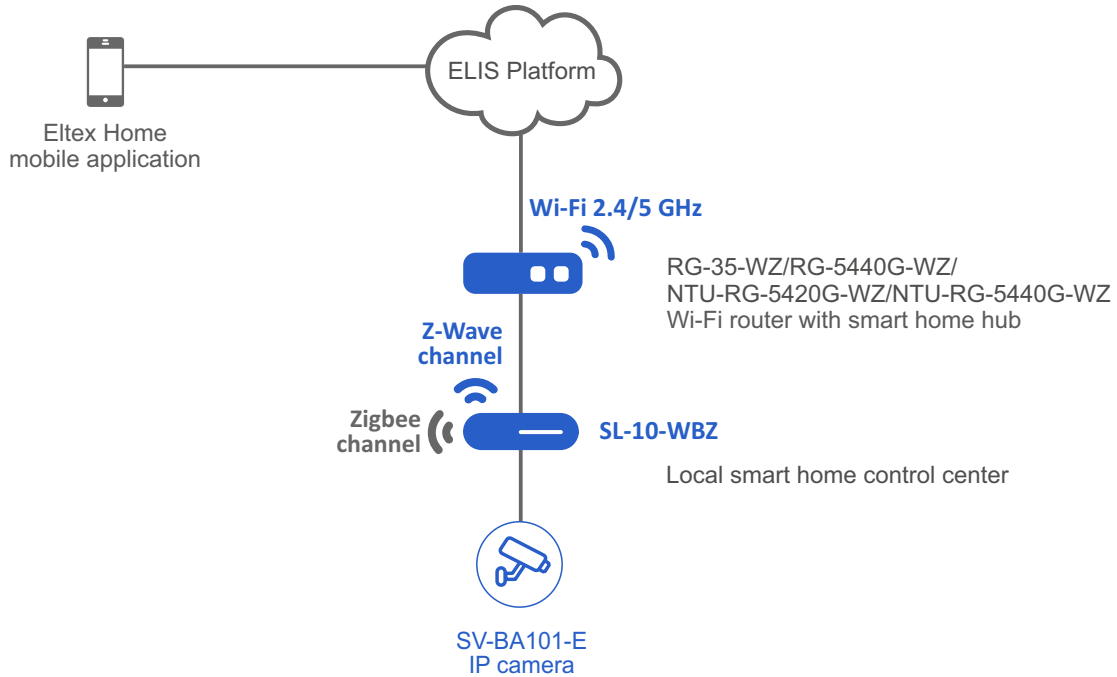 ELIS Platform
Eltex Home
mobile application
Wi-Fi 2.4/5 GHz
RG-35-WZ/RG-5440G-WZ/
NTU-RG-5420G-WZ/NTU-RG-5440G-WZ
Wi-Fi router with smart home hub
Z-Wave
channel
Zigbee
channel
SL-10-WBZ
Local smart home control center
SV-BA101-E
IP camera